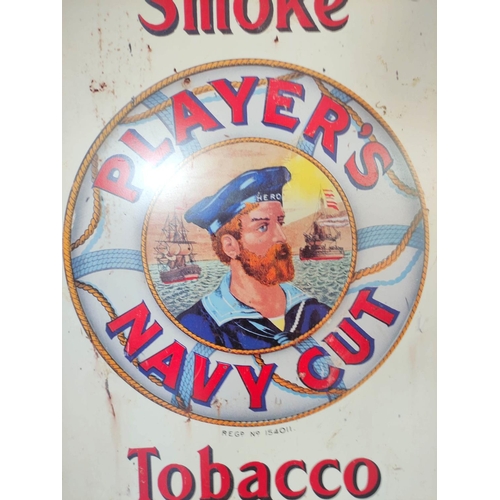 Smoke
PLAYER'S
HERO
NAVY CUT
REGD. No. 154011.
Tobacco